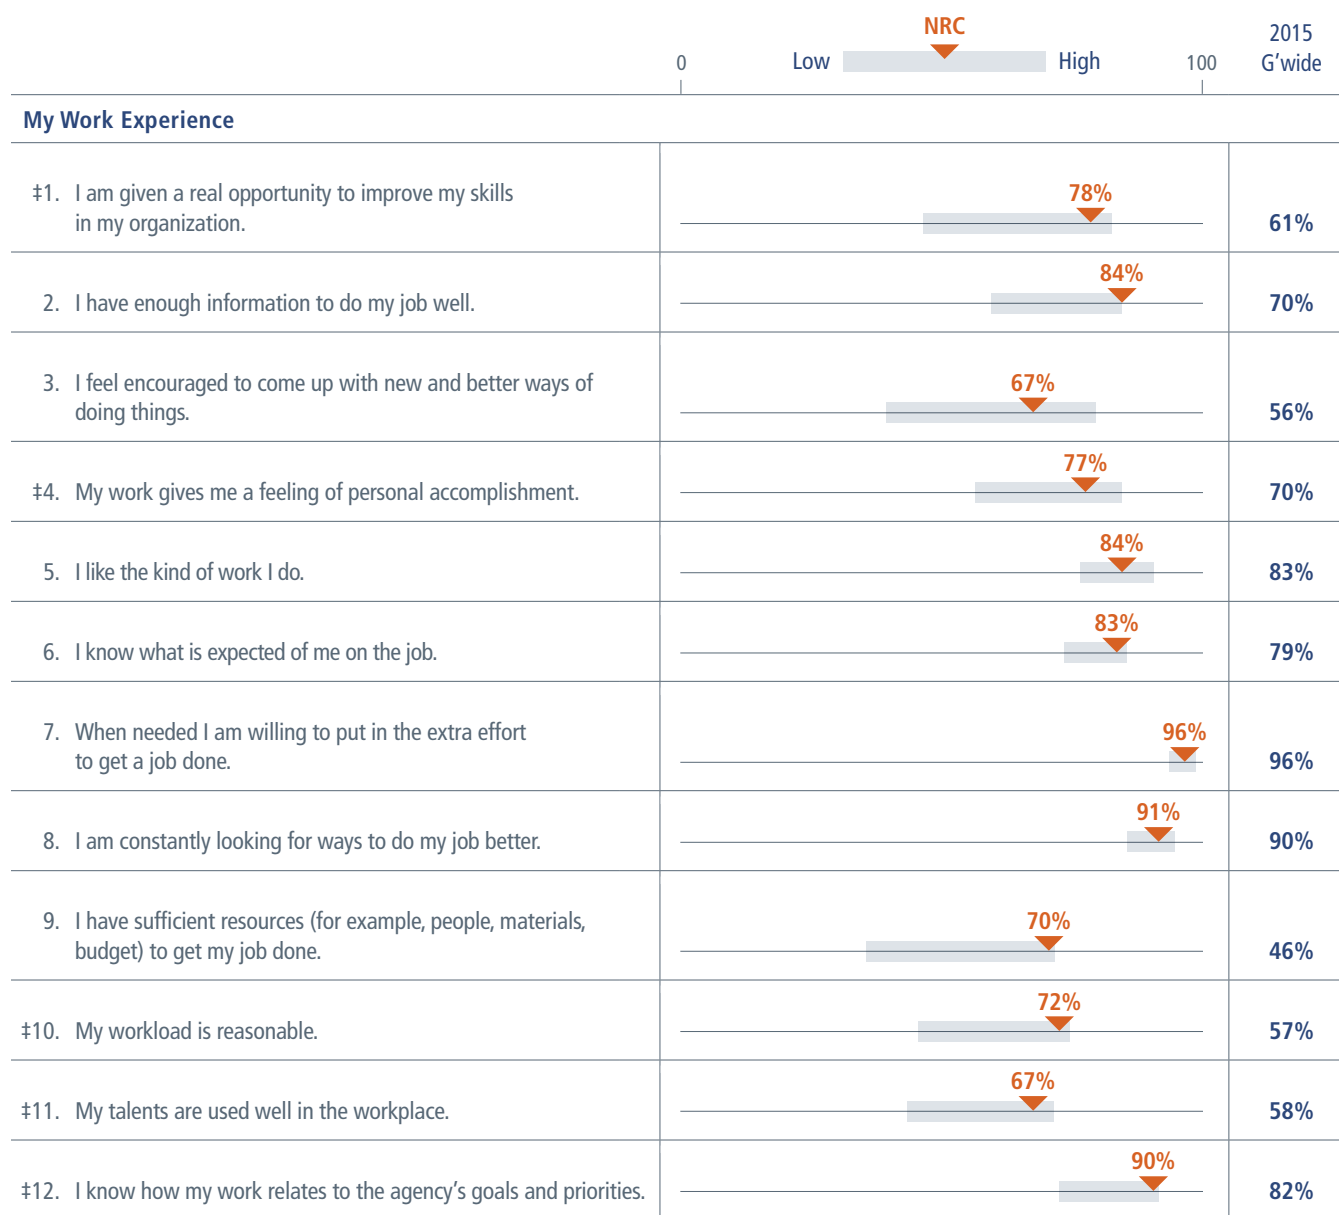 NRC
2015
0 Low High 100 G’wide
My Work Experience
‡1. I am given a real opportunity to improve my skills
78%
in my organization.
61%
84%
2. I have enough information to do my job well.
70%
3. I feel encouraged to come up with new and better ways of
67%
doing things.
56%
77%
‡4. My work gives me a feeling of personal accomplishment.
70%
84%
5. I like the kind of work I do.
83%
83%
6. I know what is expected of me on the job.
79%
7. When needed I am willing to put in the extra effort
96%
to get a job done.
96%
91%
8. I am constantly looking for ways to do my job better.
90%
9. I have sufficient resources (for example, people, materials,
70%
budget) to get my job done.
46%
72%
‡10. My workload is reasonable.
57%
67%
‡11. My talents are used well in the workplace.
58%
90%
‡12. I know how my work relates to the agency’s goals and priorities.
82%